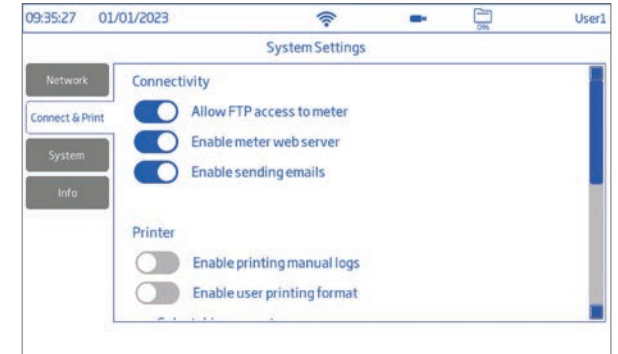 09:35:27 01/01/2023 0% User1
System Settings
Network
Connect & Print
System
Info
Connectivity
Allow FTP access to meter
Enable meter web server
Enable sending emails
Printer
Enable printing manual logs
Enable user printing format